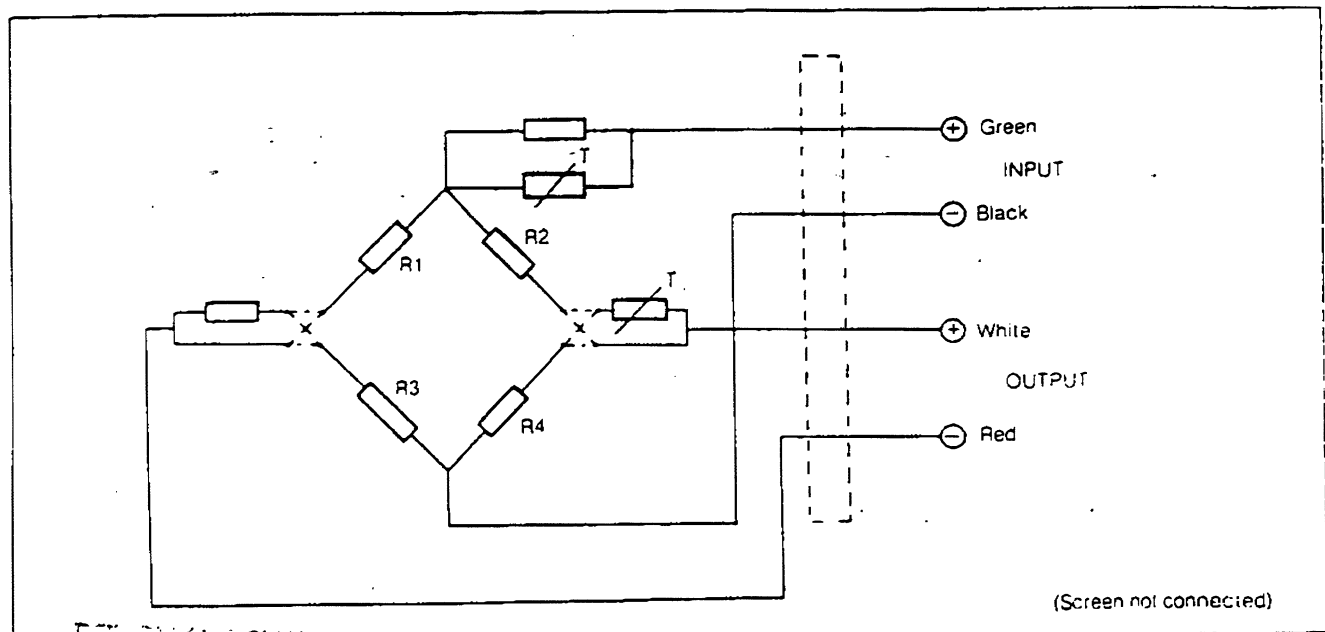 T
⊕ Green
INPUT
⊖ Black
R2
R1
T
⊕ White
OUTPUT
R3
R4
⊖ Red
(Screen not connected)